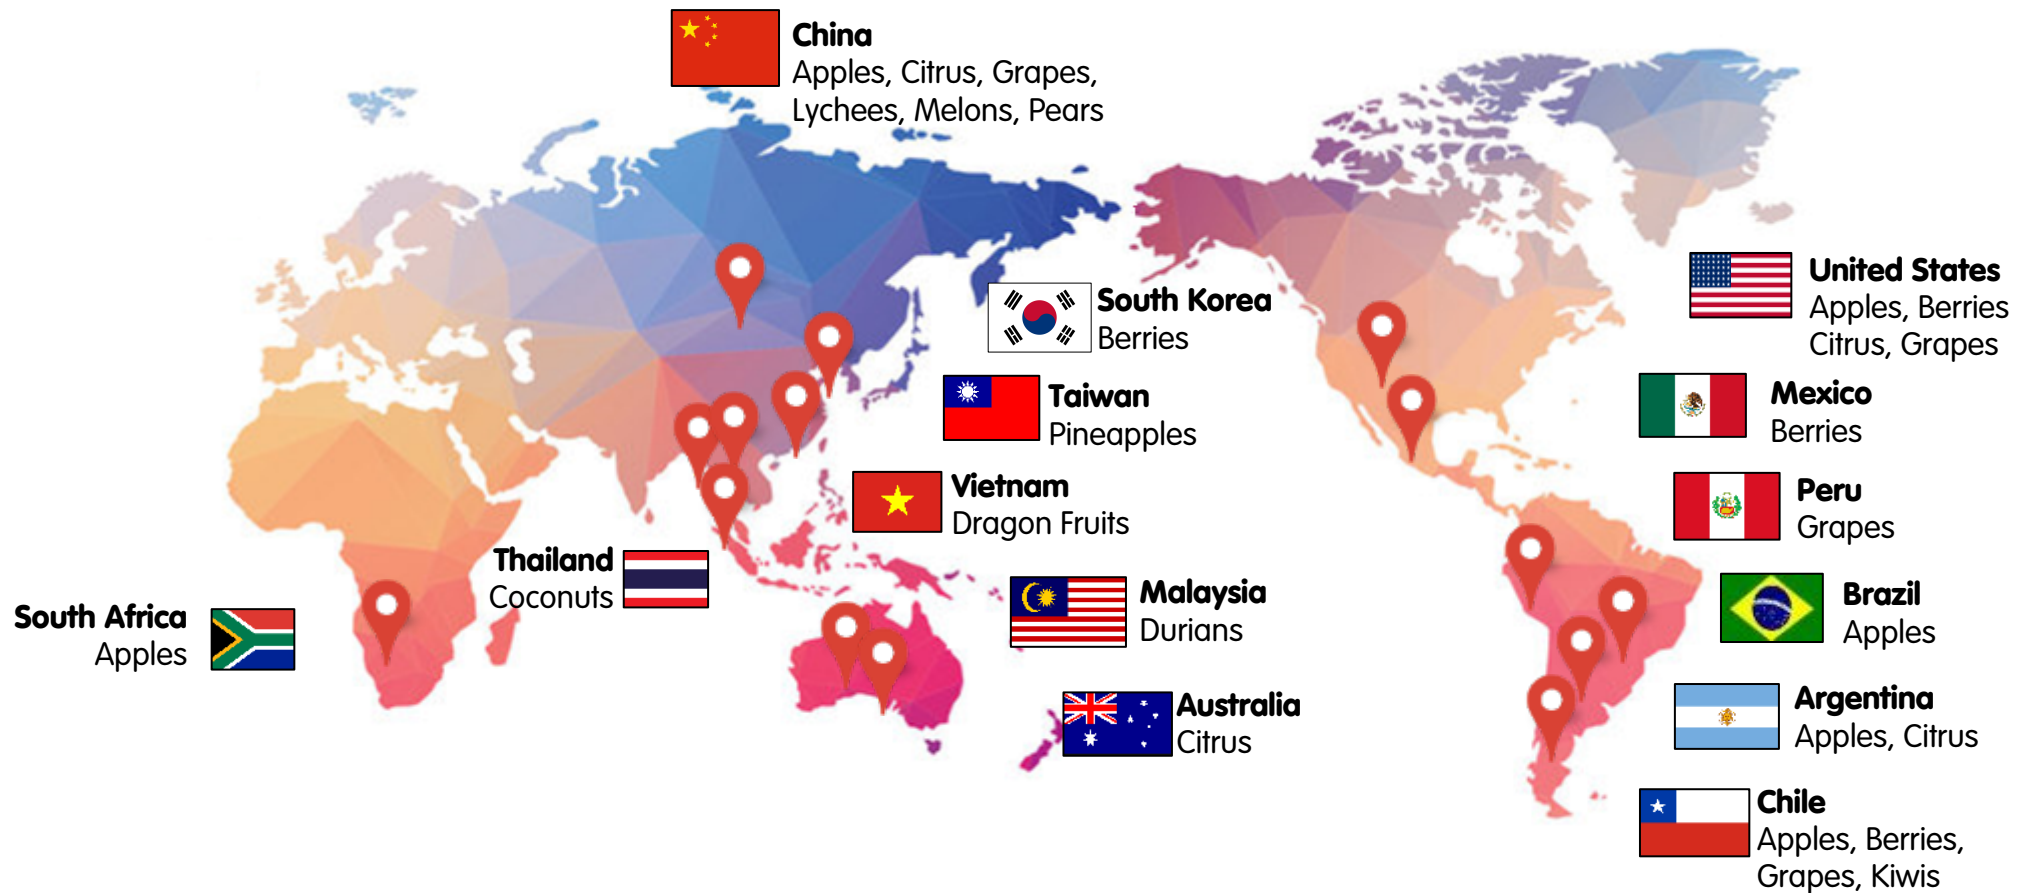 China
Apples, Citrus, Grapes,
Lychees, Melons, Pears
South Korea
Berries
Taiwan
Pineapples
Vietnam
Dragon Fruits
Thailand
Coconuts
South Africa
Apples
Malaysia
Durians
Australia
Citrus
United States
Apples, Berries
Citrus, Grapes
Mexico
Berries
Peru
Grapes
Brazil
Apples
Argentina
Apples, Citrus
Chile
Apples, Berries,
Grapes, Kiwis